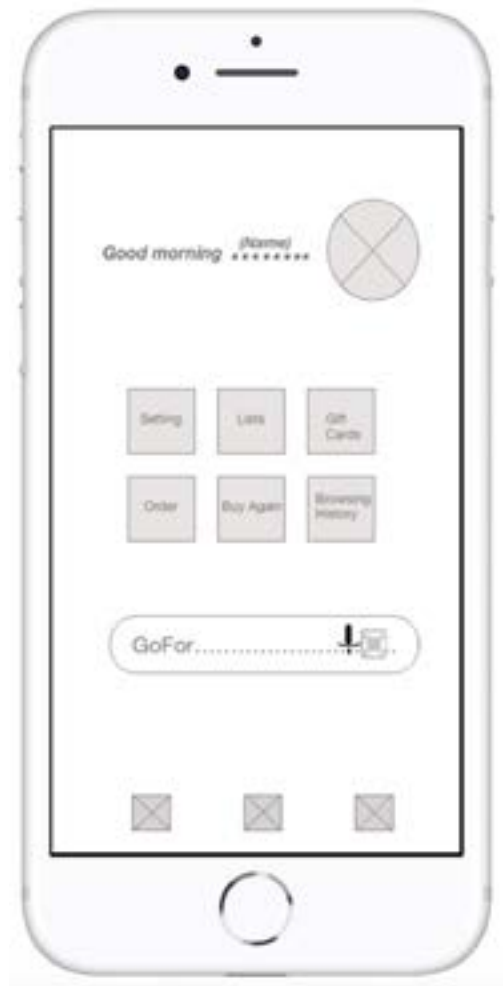 Good morning (Name)
Setting
Lists
Gift
Cards
Order
Buy Again
Browsing
History
GoFor